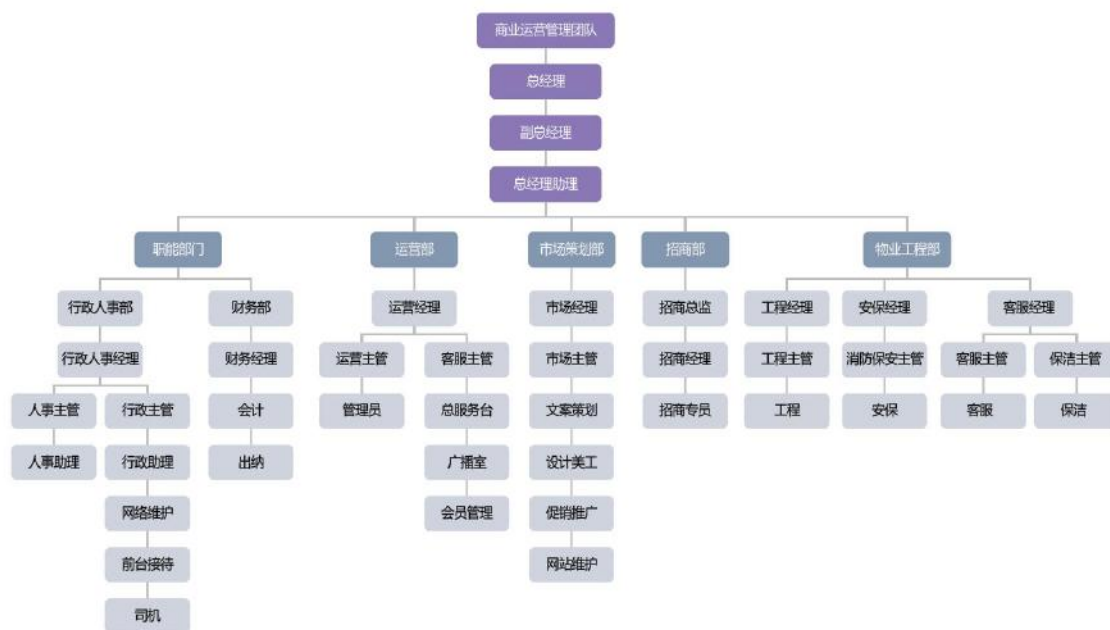 商业运营管理团队
总经理
副总经理
总经理助理
职能部门 运营部 市场策划部 招商部 物业工程部
行政人事部 财务部 运营经理 市场经理 招商总监 工程经理 安保经理 客服经理
行政人事经理 财务经理 运营主管 客服主管 市场主管 招商经理 工程主管 消防保安主管 客服主管 保洁主管
人事主管 行政主管 会计 管理员 总服务台 文案策划 招商专员 工程 安保 客服 保洁
人事助理 行政助理 出纳 广播室 设计美工
网络维护 会员管理 促销推广
前台接待 网站维护
司机